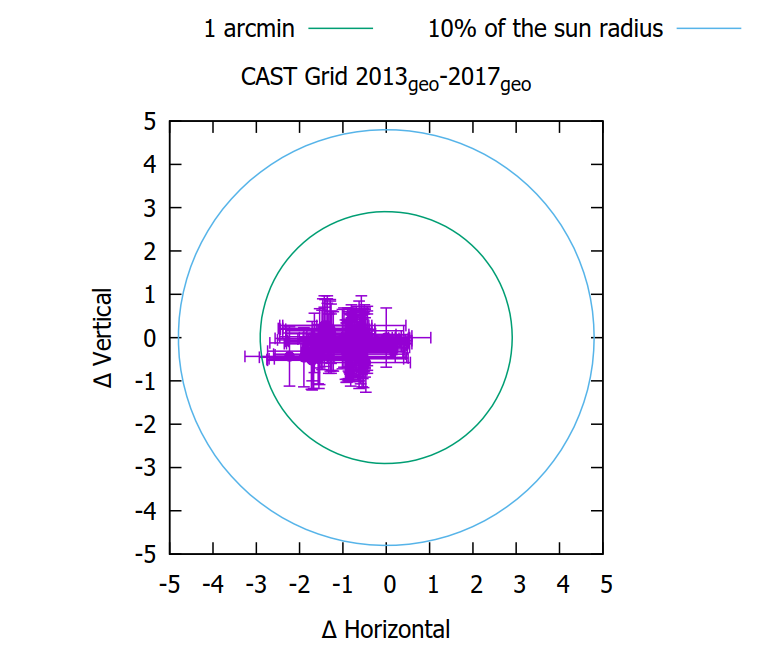 1 arcmin 10% of the sun radius
CAST Grid 2013geo-2017geo
5
4
3
2
1
0
-1
-2
-3
-4
-5
Δ Vertical
-5 -4 -3 -2 -1 0 1 2 3 4 5
Δ Horizontal